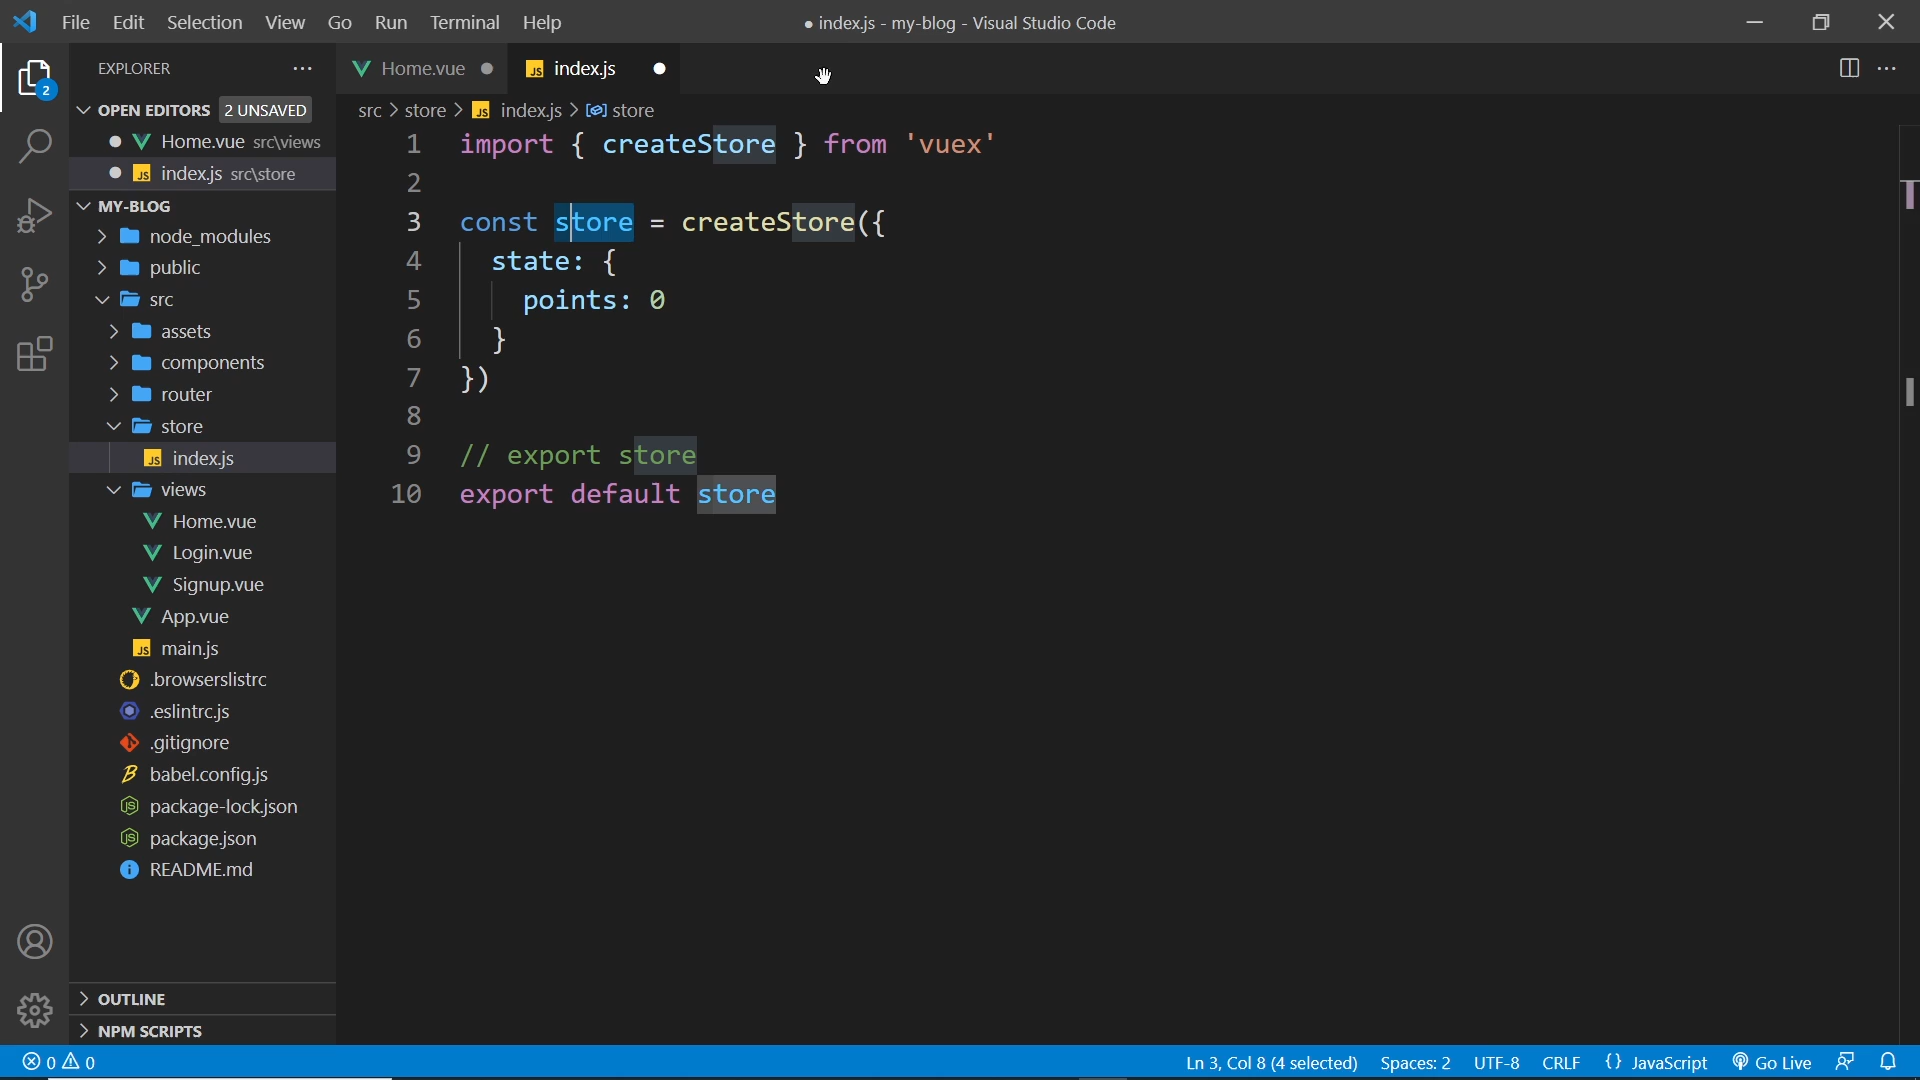 File Edit Selection View Go Run Terminal Help
● index.js - my-blog - Visual Studio Code
EXPLORER ···
2
OPEN EDITORS 2 UNSAVED
Home.vue src\views
JS index.js src\store
MY-BLOG
node_modules
public
src
assets
components
router
store
JS index.js
views
Home.vue
Login.vue
Signup.vue
App.vue
JS main.js
.browserslistrc
.eslintrc.js
.gitignore
babel.config.js
package-lock.json
package.json
README.md
OUTLINE
NPM SCRIPTS
Home.vue ● JS index.js ●
src > store > JS index.js > store
1 import { createStore } from 'vuex'
2
3 const store = createStore({
4 state: {
5 points: 0
6 }
7 })
8
9 // export store
10 export default store
0 0
Ln 3, Col 8 (4 selected) Spaces: 2 UTF-8 CRLF {} JavaScript Go Live